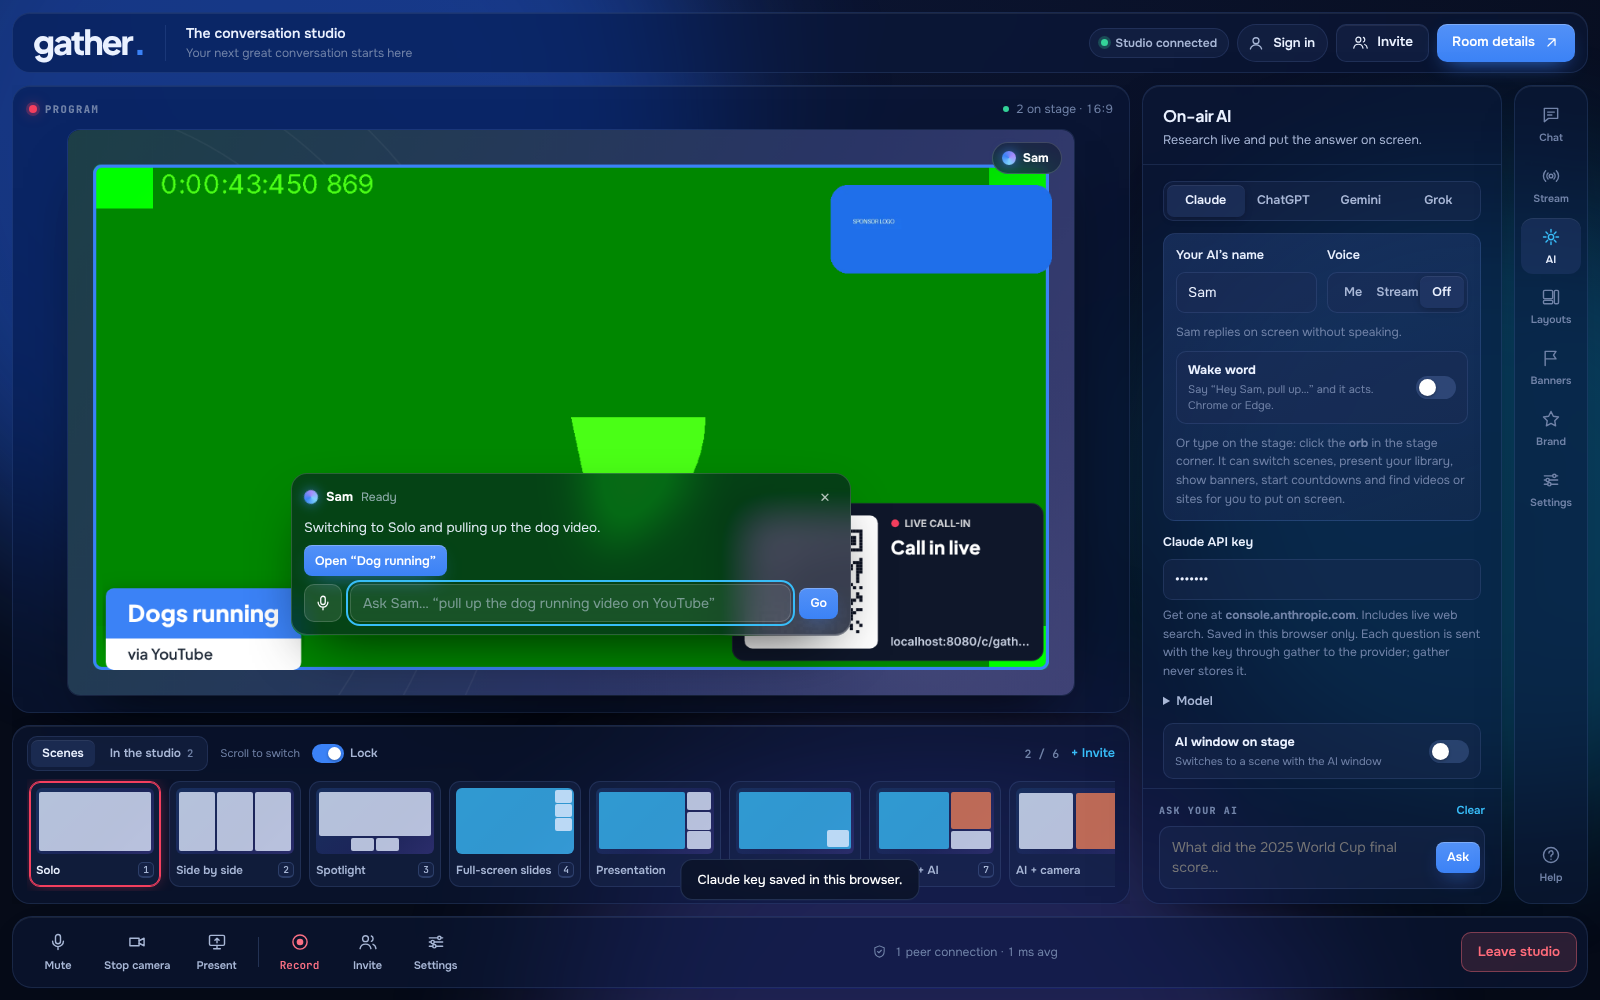 gather.
The conversation studio
Your next great conversation starts here
Studio connected
Sign in
Invite
Room details
PROGRAM
2 on stage · 16:9
Sam
0:00:43:450 869
SPONSOR LOGO
Sam Ready
×
Switching to Solo and pulling up the dog video.
Open “Dog running”
Ask Sam... “pull up the dog running video on YouTube”
Go
LIVE CALL-IN
Call in live
localhost:8080/c/gath...
Dogs running
via YouTube
Scenes
In the studio 2
Scroll to switch
Lock
2 / 6
+ Invite
Solo 1
Side by side 2
Spotlight 3
Full-screen slides 4
Presentation
+ AI 7
AI + camera
Claude key saved in this browser.
Mute
Stop camera
Present
Record
Invite
Settings
1 peer connection · 1 ms avg
Leave studio
On-air AI
Research live and put the answer on screen.
Claude
ChatGPT
Gemini
Grok
Your AI’s name
Voice
Sam
Me
Stream
Off
Sam replies on screen without speaking.
Wake word
Say “Hey Sam, pull up...” and it acts.
Chrome or Edge.
Or type on the stage: click the orb in the stage
corner. It can switch scenes, present your library,
show banners, start countdowns and find videos or
sites for you to put on screen.
Claude API key
•••••••
Get one at console.anthropic.com. Includes live web
search. Saved in this browser only. Each question is sent
with the key through gather to the provider; gather
never stores it.
Model
AI window on stage
Switches to a scene with the AI window
ASK YOUR AI
Clear
What did the 2025 World Cup final
score...
Ask
Chat
Stream
AI
Layouts
Banners
Brand
Settings
Help